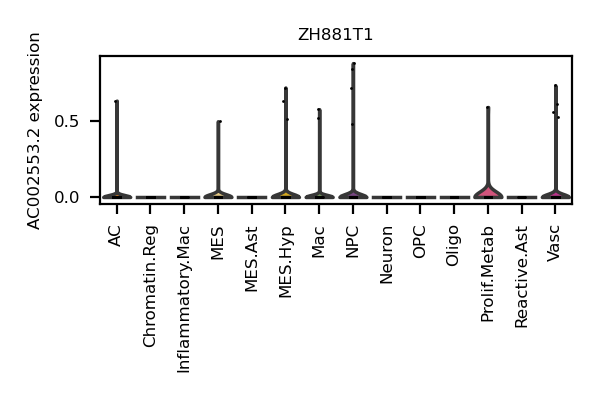 ZH881T1
AC002553.2 expression
0.5
0.0
AC
Chromatin.Reg
Inflammatory.Mac
MES
MES.Ast
MES.Hyp
Mac
NPC
Neuron
OPC
Oligo
Prolif.Metab
Reactive.Ast
Vasc